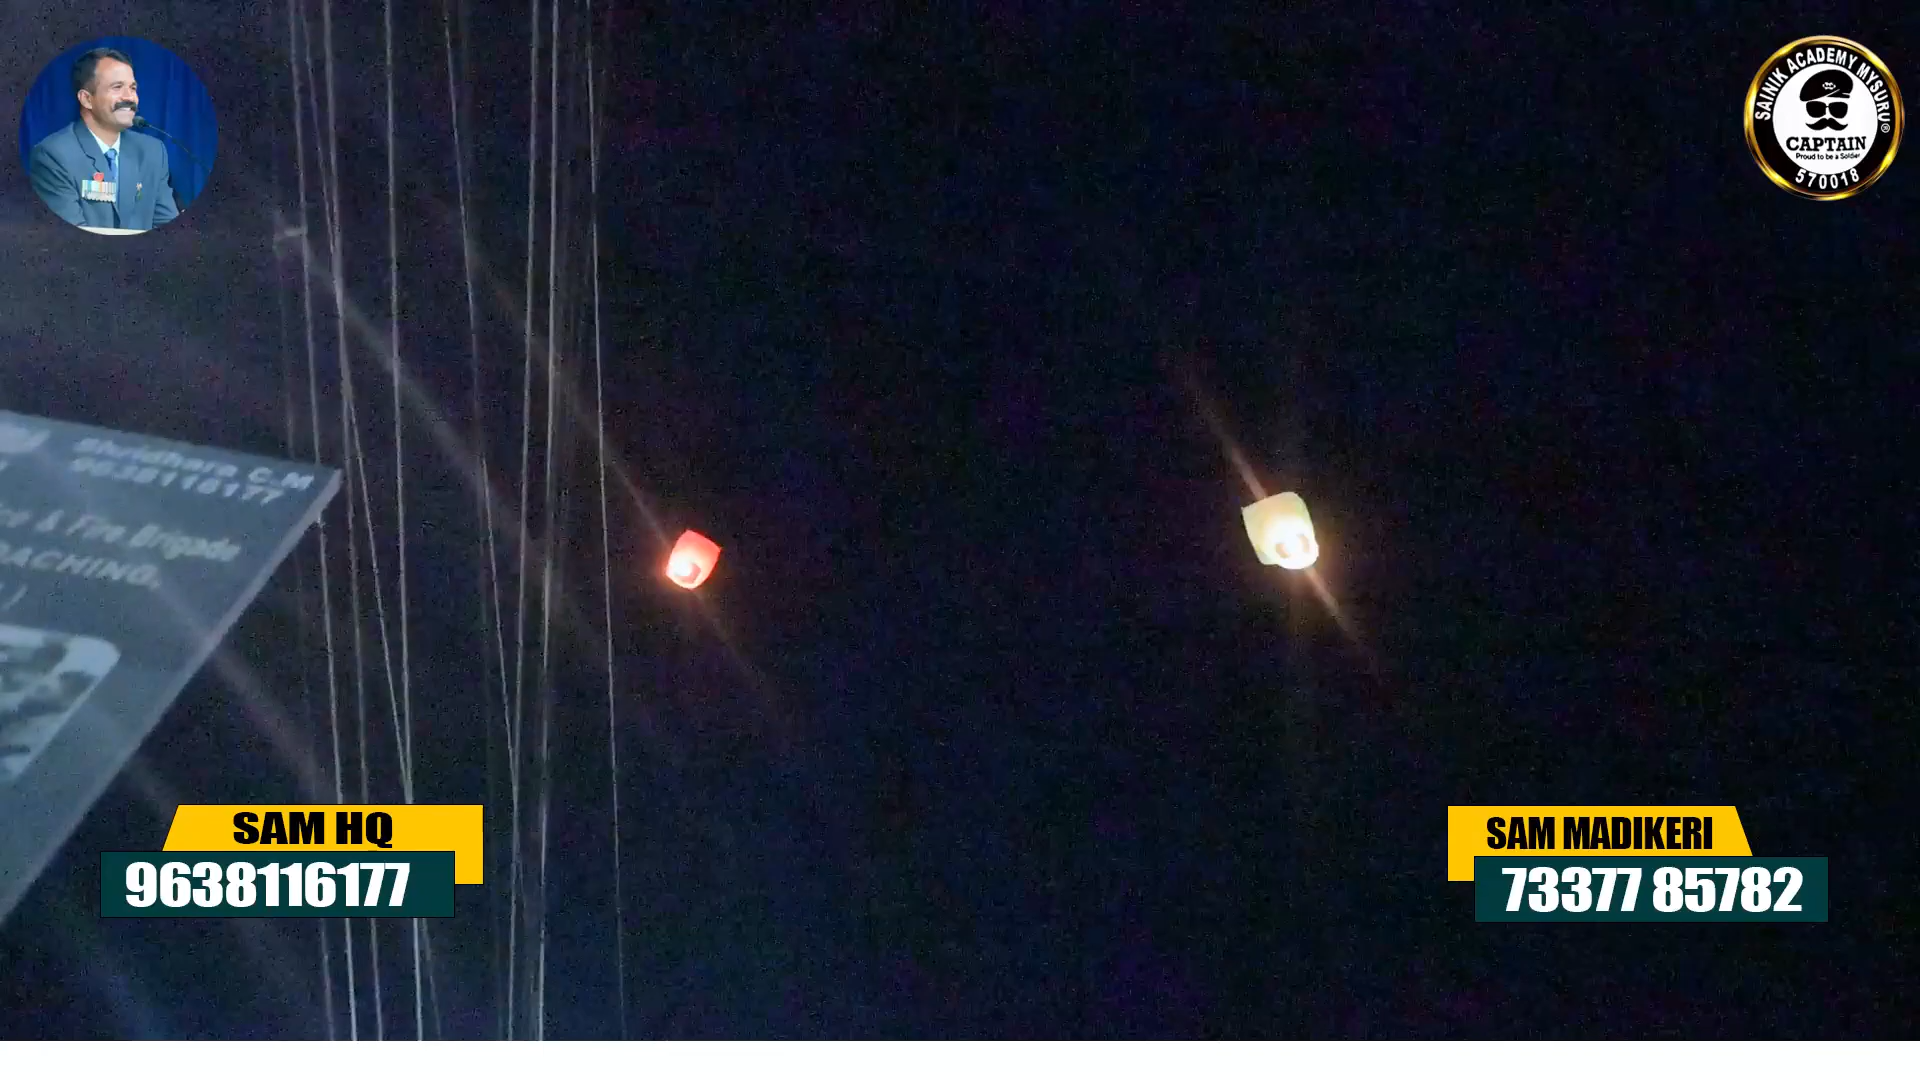 SAINIK ACADEMY MYSURU®
CAPTAIN
Proud to be a Soldier
570018
Shridhara C.M
9638116177
& Fire Brigade
COACHING,
SAM HQ
9638116177
SAM MADIKERI
73377 85782